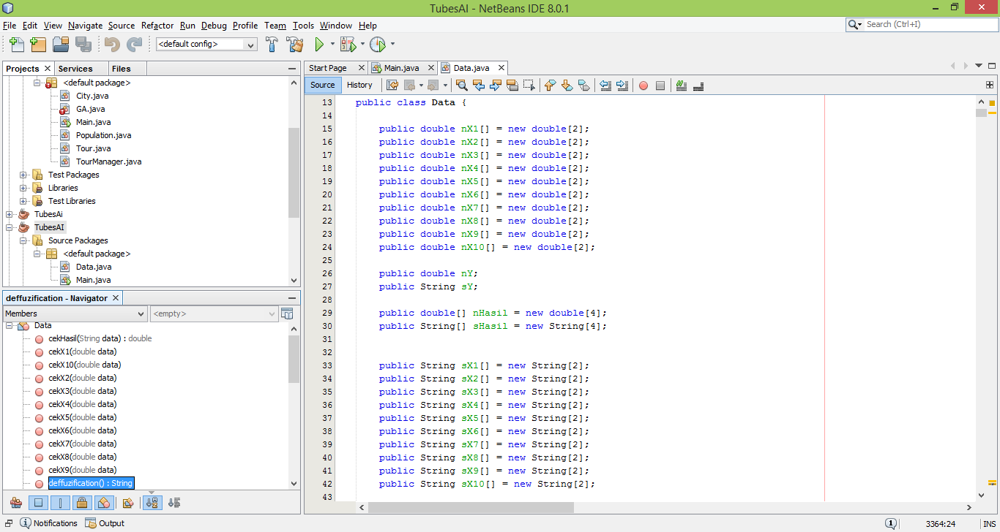 TubesAI - NetBeans IDE 8.0.1
File Edit View Navigate Source Refactor Run Debug Profile Team Tools Window Help
Search (Ctrl+I)
<default config>
Projects Services Files
<default package>
City.java
GA.java
Main.java
Population.java
Tour.java
TourManager.java
Test Packages
Libraries
Test Libraries
TubesAi
TubesAI
Source Packages
<default package>
Data.java
Main.java
deffuzification - Navigator
Members <empty>
Data
cekHasil(String data) : double
cekX1(double data)
cekX10(double data)
cekX2(double data)
cekX3(double data)
cekX4(double data)
cekX5(double data)
cekX6(double data)
cekX7(double data)
cekX8(double data)
cekX9(double data)
deffuzification() : String
Start Page Main.java Data.java
Source History
13 public class Data {
14
15 public double nX1[] = new double[2];
16 public double nX2[] = new double[2];
17 public double nX3[] = new double[2];
18 public double nX4[] = new double[2];
19 public double nX5[] = new double[2];
20 public double nX6[] = new double[2];
21 public double nX7[] = new double[2];
22 public double nX8[] = new double[2];
23 public double nX9[] = new double[2];
24 public double nX10[] = new double[2];
25
26 public double nY;
27 public String sY;
28
29 public double[] nHasil = new double[4];
30 public String[] sHasil = new String[4];
31
32
33 public String sX1[] = new String[2];
34 public String sX2[] = new String[2];
35 public String sX3[] = new String[2];
36 public String sX4[] = new String[2];
37 public String sX5[] = new String[2];
38 public String sX6[] = new String[2];
39 public String sX7[] = new String[2];
40 public String sX8[] = new String[2];
41 public String sX9[] = new String[2];
42 public String sX10[] = new String[2];
43
Notifications Output
1 3364:24 INS